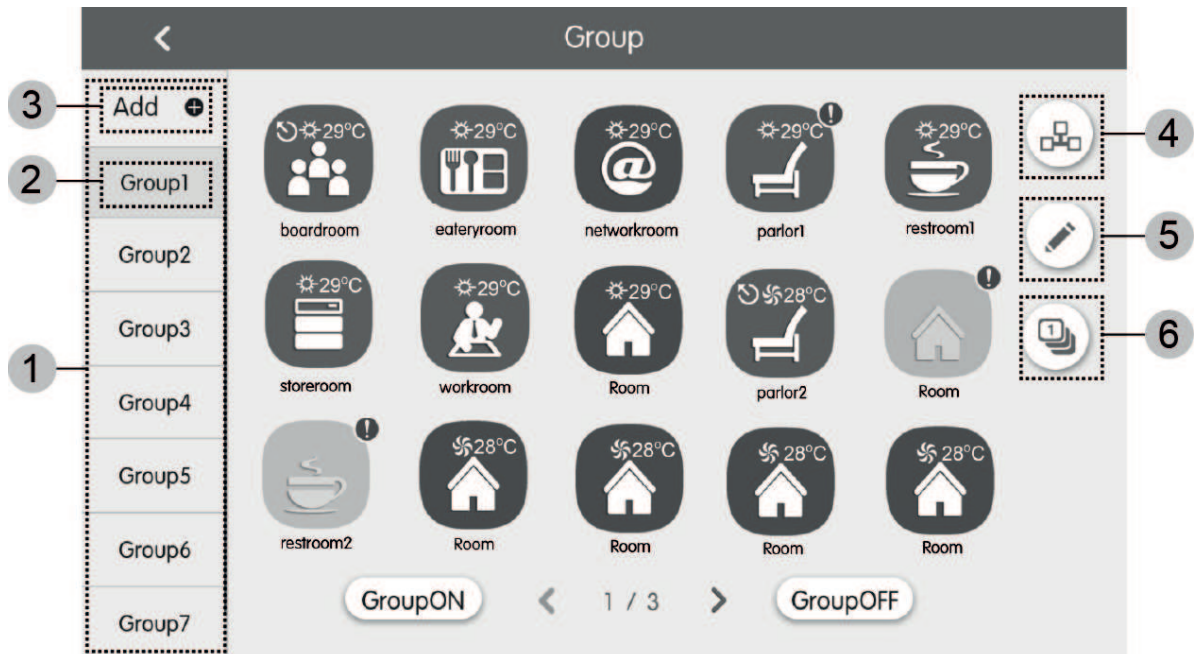 Group
3 Add
2 Group1
Group2
Group3
1
Group4
Group5
Group6
Group7
29°C 29°C 29°C 29°C ! 29°C
@
boardroom eateryroom networkroom parlor1 restroom1
29°C 29°C 29°C 28°C !
storeroom workroom Room parlor2 Room
! 28°C 28°C 28°C 28°C
restroom2 Room Room Room Room
GroupON 1 / 3 GroupOFF
4
5
1 6